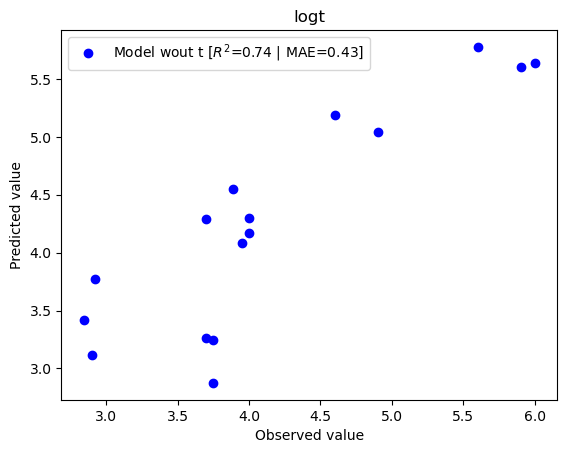 logt
Model wout t [R²=0.74 | MAE=0.43]
5.5
5.0
4.5
4.0
3.5
3.0
Predicted value
3.0 3.5 4.0 4.5 5.0 5.5 6.0
Observed value